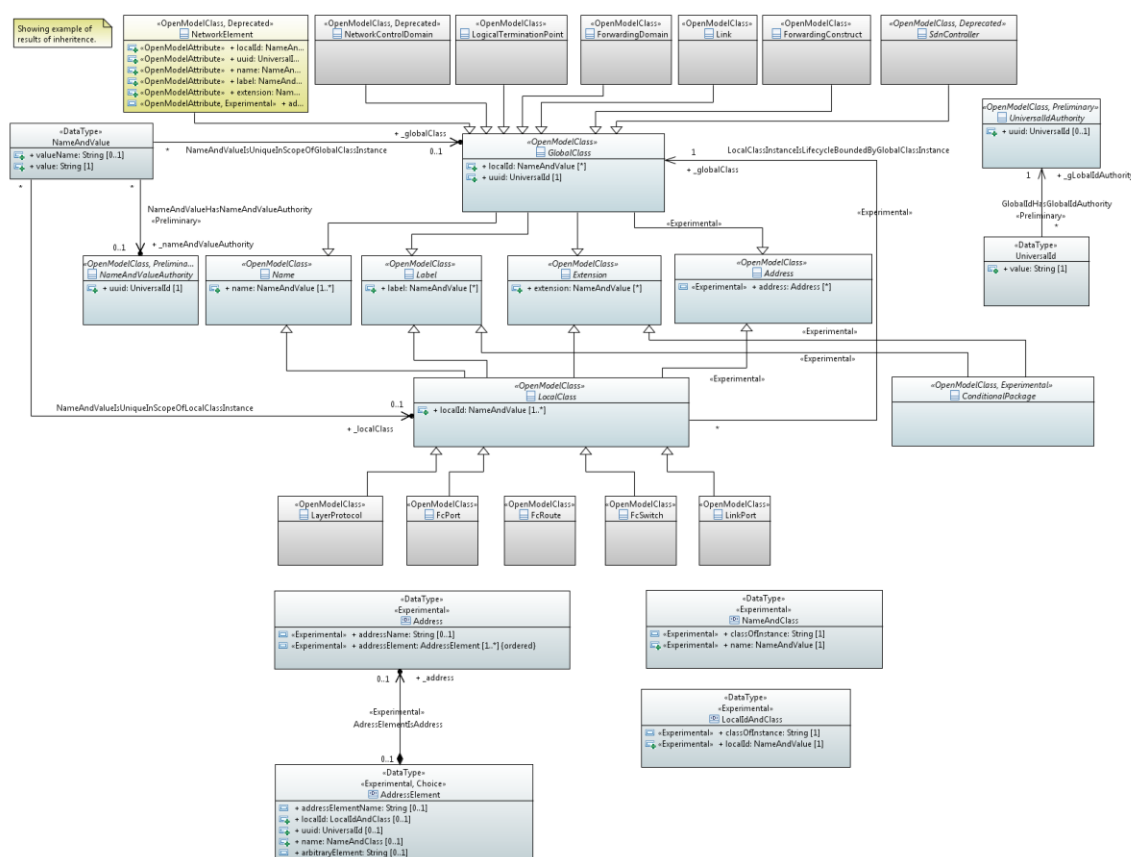 Showing example of
results of inheritence.
«OpenModelClass, Deprecated»
NetworkElement
«OpenModelAttribute» + localId: NameAn...
«OpenModelAttribute» + uuid: UniversalI...
«OpenModelAttribute» + name: NameAn...
«OpenModelAttribute» + label: NameAnd...
«OpenModelAttribute» + extension: Nam...
«OpenModelAttribute, Experimental» + ad...
«OpenModelClass, Deprecated»
NetworkControlDomain
«OpenModelClass»
LogicalTerminationPoint
«OpenModelClass»
ForwardingDomain
«OpenModelClass»
Link
«OpenModelClass»
ForwardingConstruct
«OpenModelClass, Deprecated»
SdnController
«DataType»
NameAndValue
+ valueName: String [0..1]
+ value: String [1]
*
NameAndValueIsUniqueInScopeOfGlobalClassInstance
+ _globalClass
0..1
«OpenModelClass»
GlobalClass
+ localId: NameAndValue [*]
+ uuid: UniversalId [1]
1
LocalClassInstanceIsLifecycleBoundedByGlobalClassInstance
+ _globalClass
«Experimental»
«Experimental»
«OpenModelClass, Preliminary»
UniversalIdAuthority
+ uuid: UniversalId [0..1]
1
+ _gLobalIdAuthority
GlobalIdHasGlobalIdAuthority
«Preliminary»
*
«DataType»
UniversalId
+ value: String [1]
*
*
NameAndValueHasNameAndValueAuthority
«Preliminary»
0..1
+ _nameAndValueAuthority
«OpenModelClass, Prelimina...
NameAndValueAuthority
+ uuid: UniversalId [1]
«OpenModelClass»
Name
+ name: NameAndValue [1..*]
«OpenModelClass»
Label
+ label: NameAndValue [*]
«OpenModelClass»
Extension
+ extension: NameAndValue [*]
«OpenModelClass»
Address
«Experimental» + address: Address [*]
«Experimental»
«Experimental»
«Experimental»
NameAndValueIsUniqueInScopeOfLocalClassInstance
0..1
+ _localClass
«OpenModelClass»
LocalClass
+ localId: NameAndValue [1..*]
*
«OpenModelClass, Experimental»
ConditionalPackage
«OpenModelClass»
LayerProtocol
«OpenModelClass»
FcPort
«OpenModelClass»
FcRoute
«OpenModelClass»
FcSwitch
«OpenModelClass»
LinkPort
«DataType»
«Experimental»
Address
«Experimental» + addressName: String [0..1]
«Experimental» + addressElement: AddressElement [1..*] {ordered}
0..1
+ _address
«Experimental»
AdressElementIsAddress
0..1
«DataType»
«Experimental, Choice»
AddressElement
+ addressElementName: String [0..1]
+ localId: LocalIdAndClass [0..1]
+ uuid: UniversalId [0..1]
+ name: NameAndClass [0..1]
+ arbitraryElement: String [0..1]
«DataType»
«Experimental»
NameAndClass
«Experimental» + classOfInstance: String [1]
«Experimental» + name: NameAndValue [1]
«DataType»
«Experimental»
LocalIdAndClass
«Experimental» + classOfInstance: String [1]
«Experimental» + localId: NameAndValue [1]